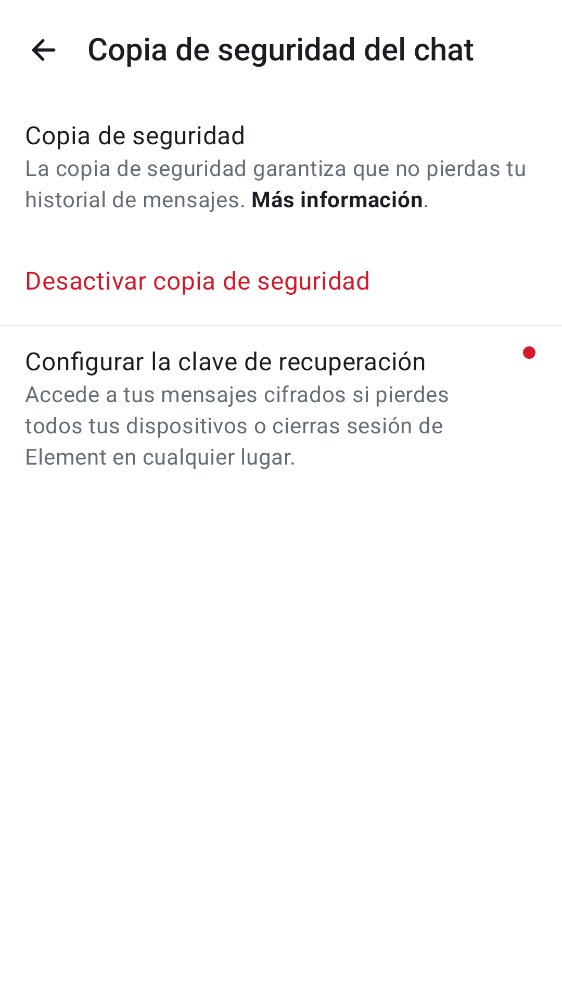 Copia de seguridad del chat
Copia de seguridad
La copia de seguridad garantiza que no pierdas tu
historial de mensajes. Más información.
Desactivar copia de seguridad
Configurar la clave de recuperación
Accede a tus mensajes cifrados si pierdes
todos tus dispositivos o cierras sesión de
Element en cualquier lugar.